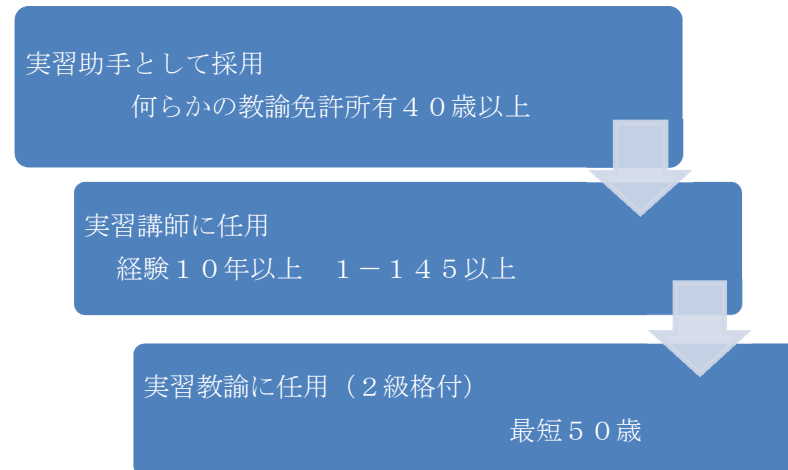 実習助手として採用
何らかの教諭免許所有４０歳以上
実習講師に任用
経験１０年以上　１－１４５以上
実習教諭に任用（２級格付）
最短５０歳